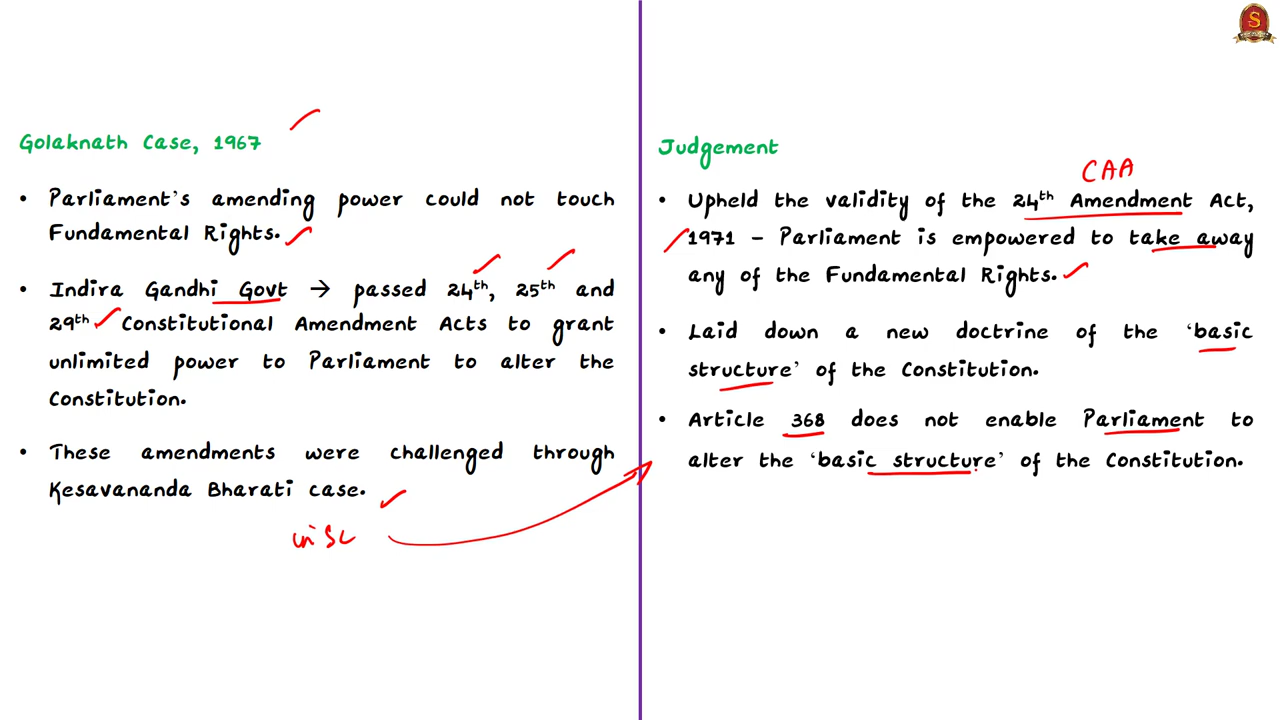 Golaknath Case, 1967
• Parliament's amending power could not touch
Fundamental Rights.
• Indira Gandhi Govt → passed 24th, 25th and
29th Constitutional Amendment Acts to grant
unlimited power to Parliament to alter the
Constitution.
• These amendments were challenged through
Kesavananda Bharati case.
in SC
Judgement
CAA
• Upheld the validity of the 24th Amendment Act,
1971 – Parliament is empowered to take away
any of the Fundamental Rights.
• Laid down a new doctrine of the ‘basic
structure’ of the Constitution.
• Article 368 does not enable Parliament to
alter the ‘basic structure’ of the Constitution.
S